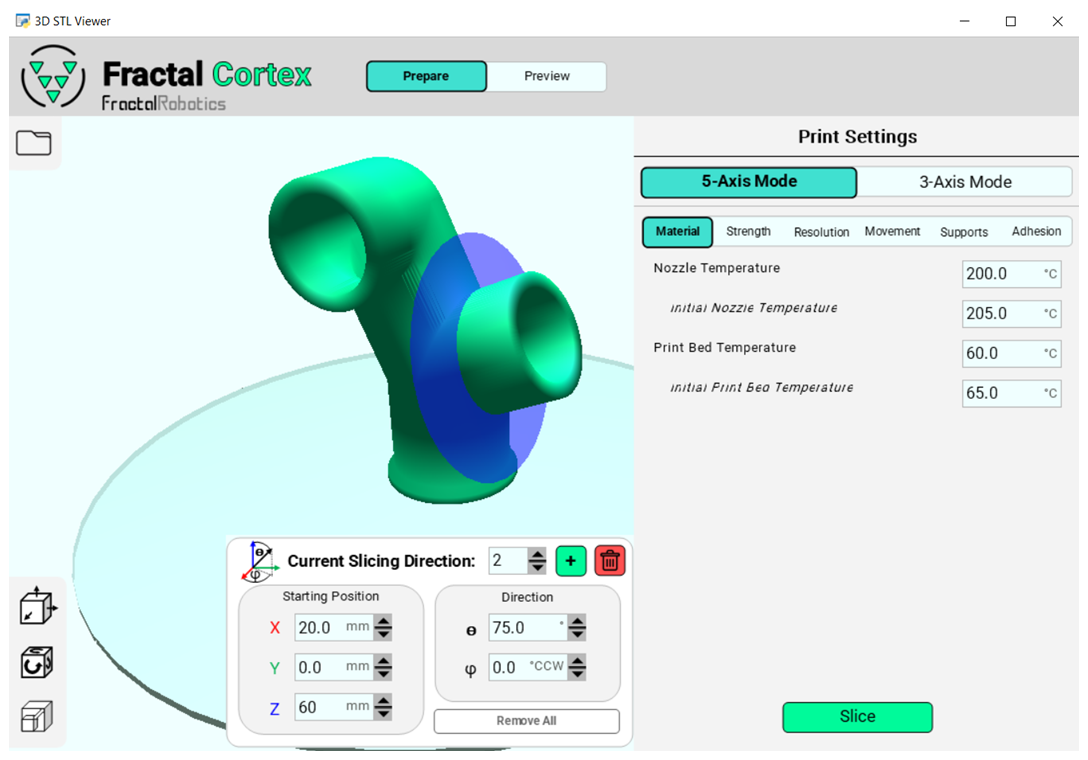 3D STL Viewer
Fractal Cortex
FractalRobotics
Prepare
Preview
Print Settings
5-Axis Mode
3-Axis Mode
Material
Strength
Resolution
Movement
Supports
Adhesion
Nozzle Temperature
200.0 °C
Initial Nozzle Temperature
205.0 °C
Print Bed Temperature
60.0 °C
Initial Print Bed Temperature
65.0 °C
θ
φ
Current Slicing Direction:
2
+
Starting Position
X 20.0 mm
Y 0.0 mm
Z 60 mm
Direction
θ 75.0 °
φ 0.0 °CCW
Remove All
Slice